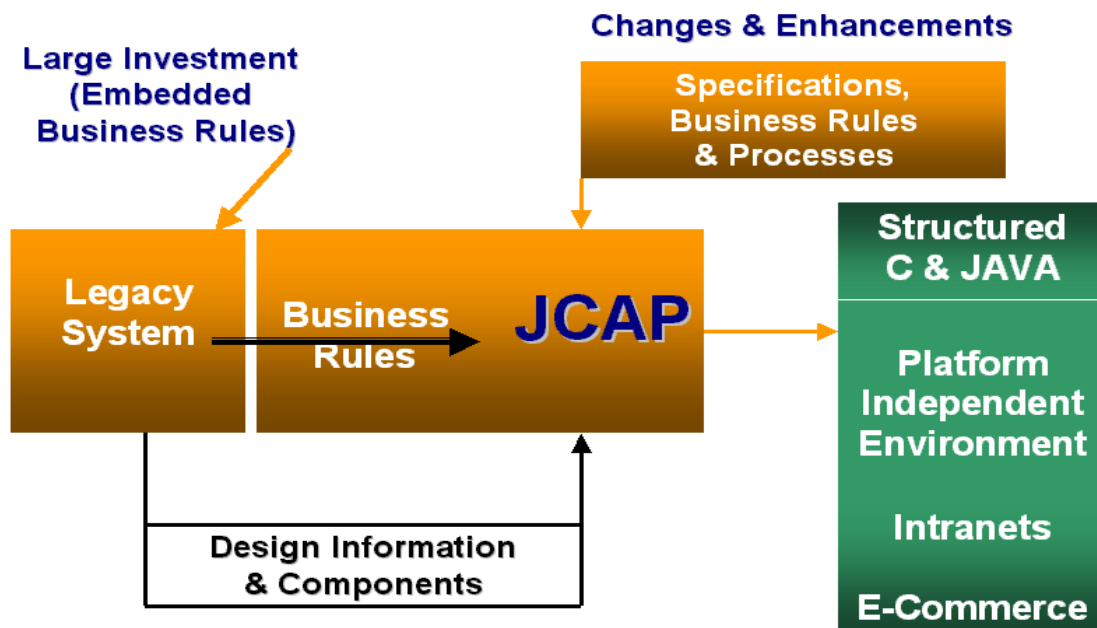 Large Investment
(Embedded
Business Rules)
Changes & Enhancements
Specifications,
Business Rules
& Processes
Legacy
System
Business
Rules
JCAP
Structured
C & JAVA
Platform
Independent
Environment
Intranets
E-Commerce
Design Information
& Components